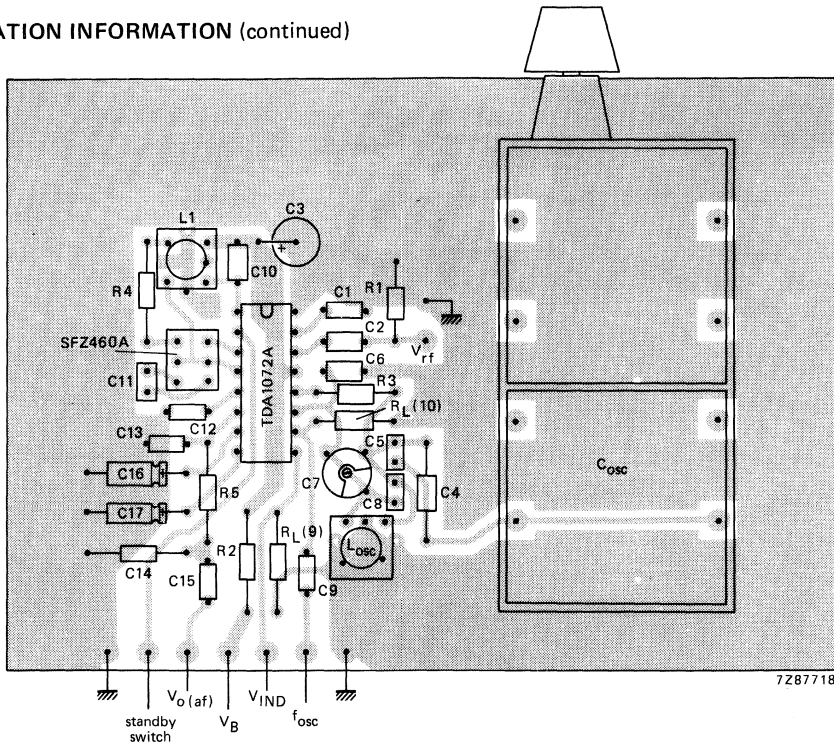 ATION INFORMATION (continued)
L1
C3
+
C10
R4
C1
R1
C2
SFZ460A
Vrf
C6
C11
TDA1072A
R3
RL(10)
C12
C13
C5
Cosc
C16
C7
C4
R5
C8
C17
RL(9)
R2
Losc
C14
C15
C9
7Z87718
Vo(af)
VIND
fosc
VB
standby
switch